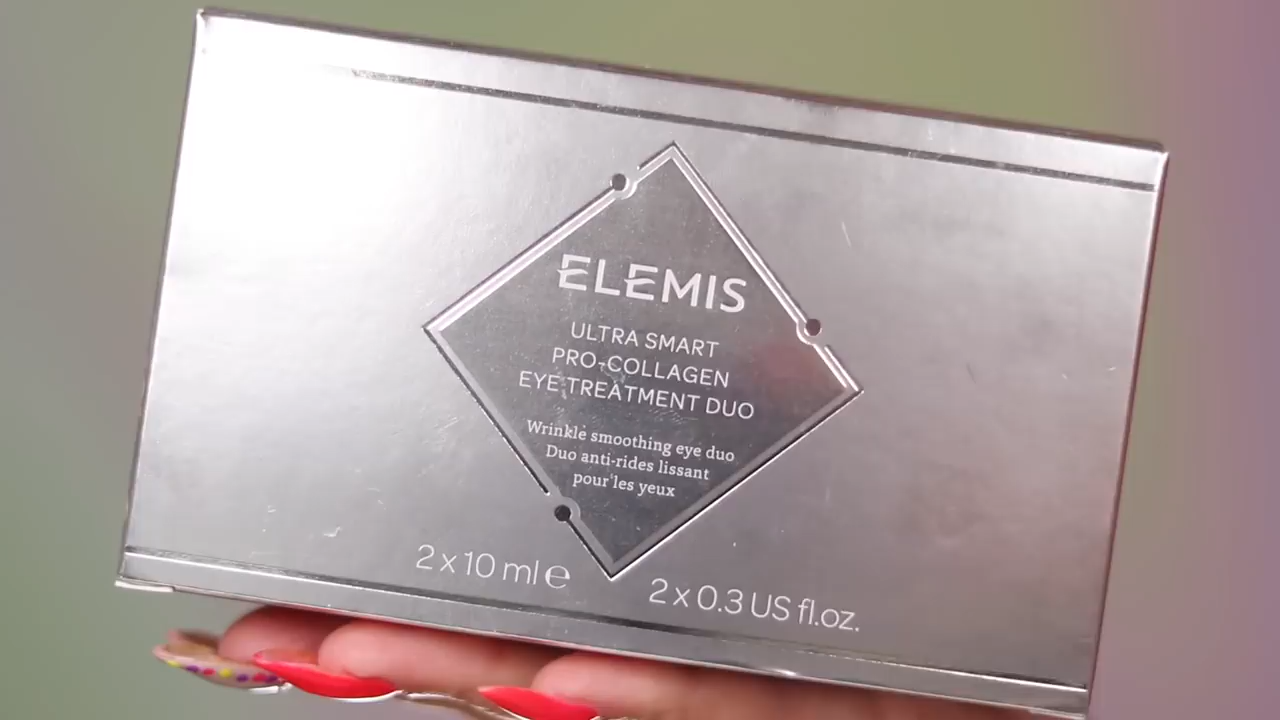 ELEMIS
ULTRA SMART
PRO-COLLAGEN
EYE TREATMENT DUO
Wrinkle smoothing eye duo
Duo anti-rides lissant
pour les yeux
2 x 10 ml ℮
2 x 0.3 US fl.oz.